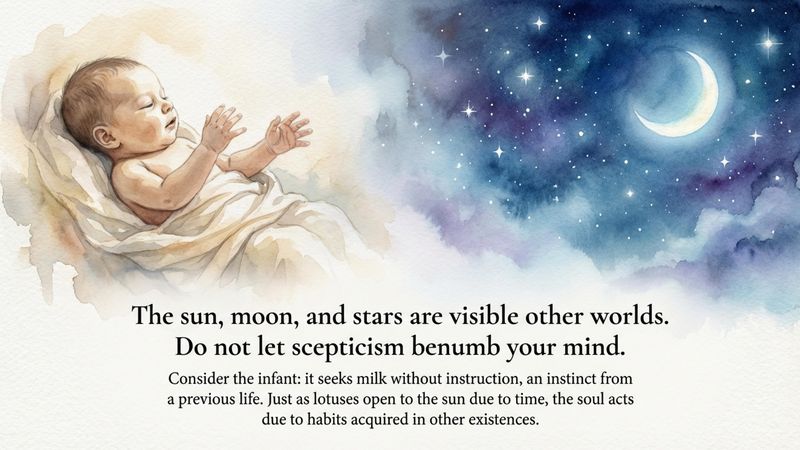 The sun, moon, and stars are visible other worlds.
Do not let scepticism benumb your mind.
Consider the infant: it seeks milk without instruction, an instinct from
a previous life. Just as lotuses open to the sun due to time, the soul acts
due to habits acquired in other existences.